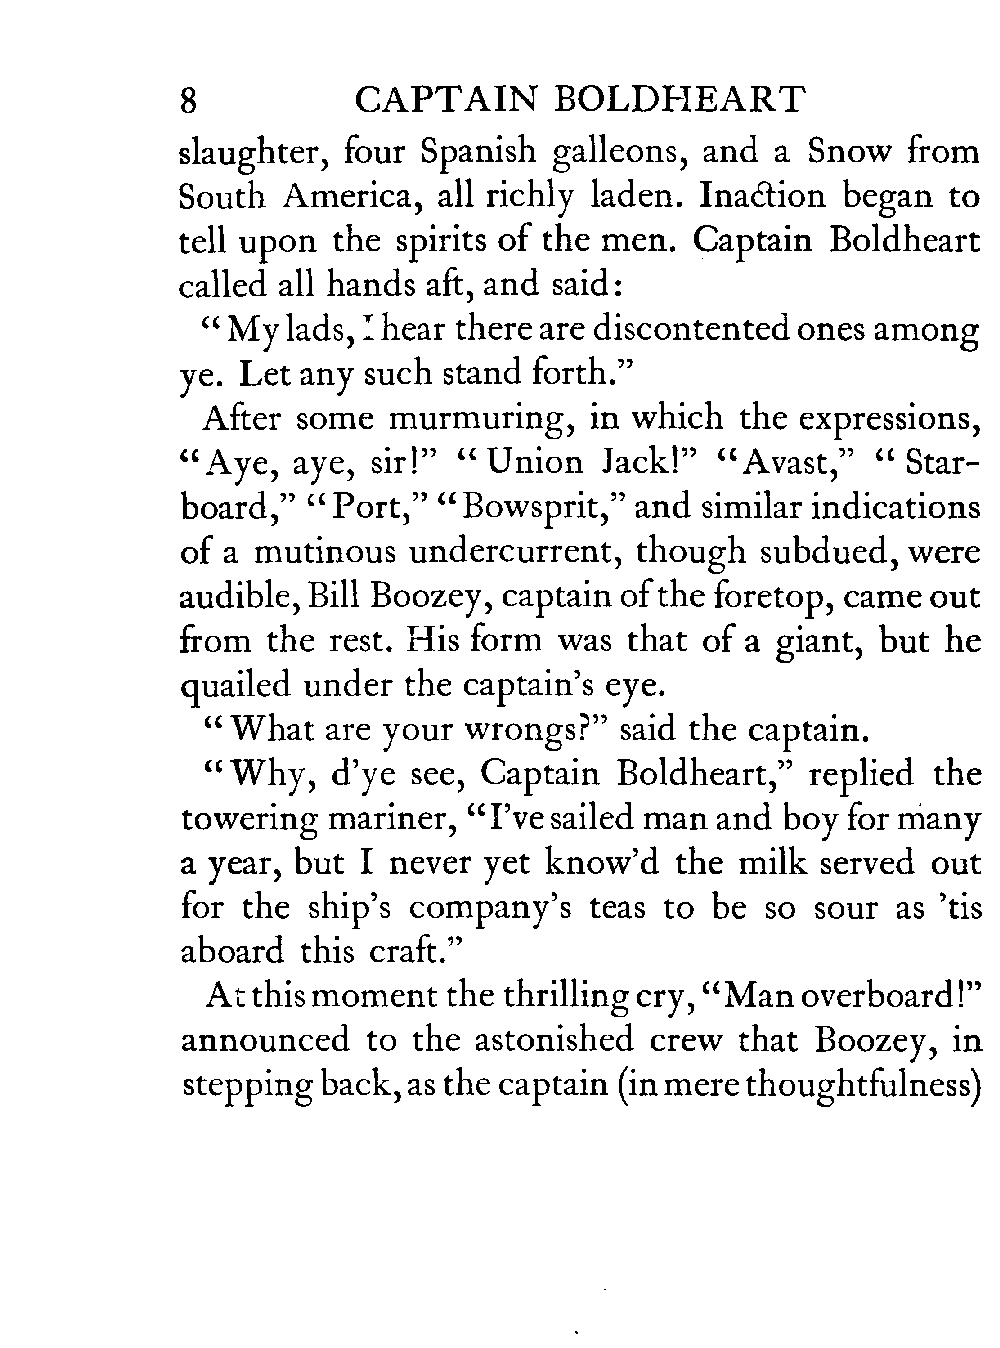 8 CAPTAIN BOLDHEART
slaughter, four Spanish galleons, and a Snow from
South America, all richly laden. Inaction began to
tell upon the spirits of the men. Captain Boldheart
called all hands aft, and said:
“My lads, I hear there are discontented ones among
ye. Let any such stand forth.”
After some murmuring, in which the expressions,
“Aye, aye, sir!” “Union Jack!” “Avast,” “Star-
board,” “Port,” “Bowsprit,” and similar indications
of a mutinous undercurrent, though subdued, were
audible, Bill Boozey, captain of the foretop, came out
from the rest. His form was that of a giant, but he
quailed under the captain’s eye.
“What are your wrongs?” said the captain.
“Why, d’ye see, Captain Boldheart,” replied the
towering mariner, “I’ve sailed man and boy for many
a year, but I never yet know’d the milk served out
for the ship’s company’s teas to be so sour as ’tis
aboard this craft.”
At this moment the thrilling cry, “Man overboard!”
announced to the astonished crew that Boozey, in
stepping back, as the captain (in mere thoughtfulness)